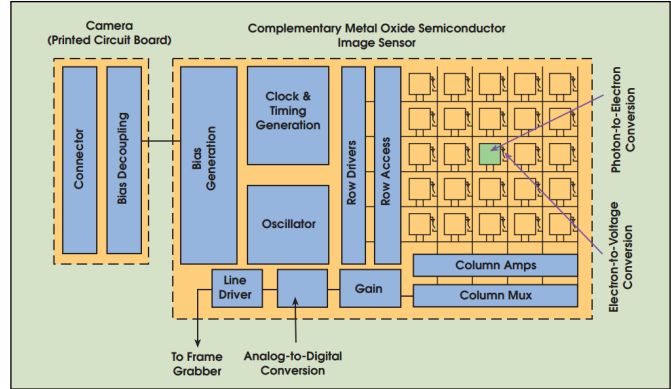 Camera
(Printed Circuit Board)
Complementary Metal Oxide Semiconductor
Image Sensor
Connector
Bias Decoupling
Bias
Generation
Clock &
Timing
Generation
Oscillator
Row Drivers
Row Access
Photon-to-Electron
Conversion
Electron-to-Voltage
Conversion
Column Amps
Column Mux
Line
Driver
Gain
To Frame
Grabber
Analog-to-Digital
Conversion